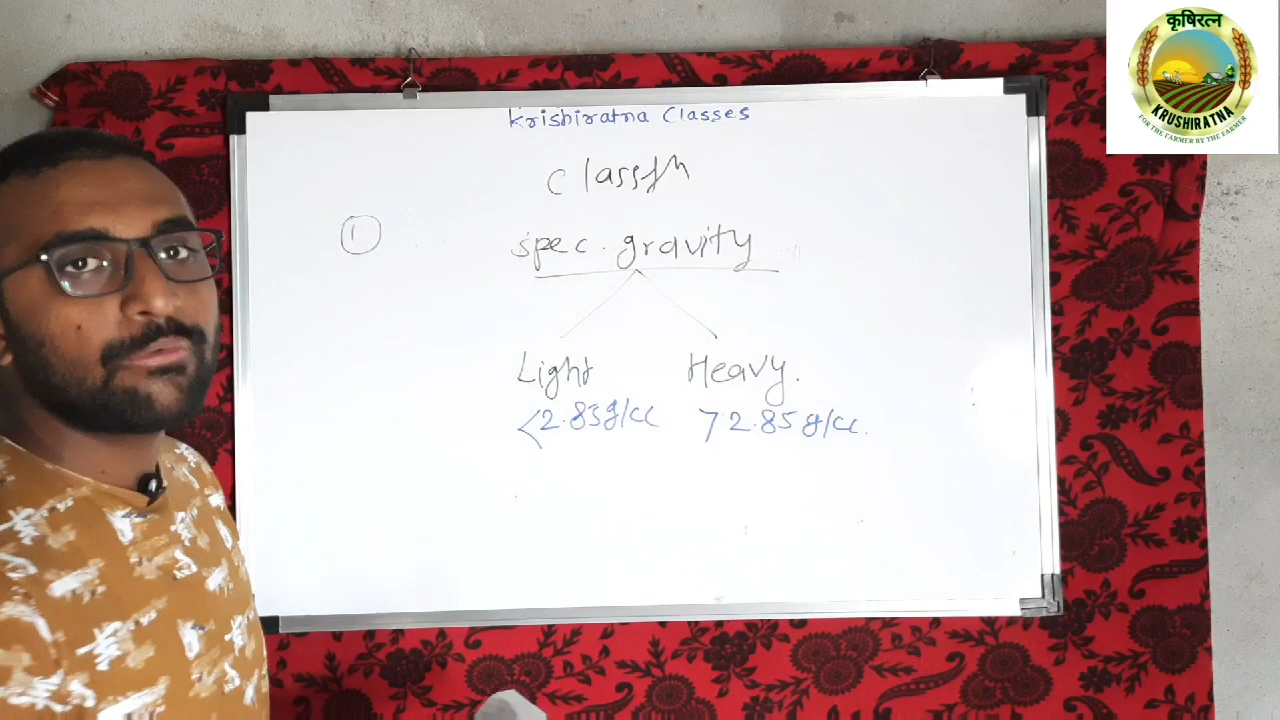 कृषिरत्न
KRUSHIRATNA
FOR THE FARMER BY THE FARMER
Krishiratna Classes
Classfn
1
spec. gravity
Light Heavy.
<2.85g/cc >2.85 g/cc.